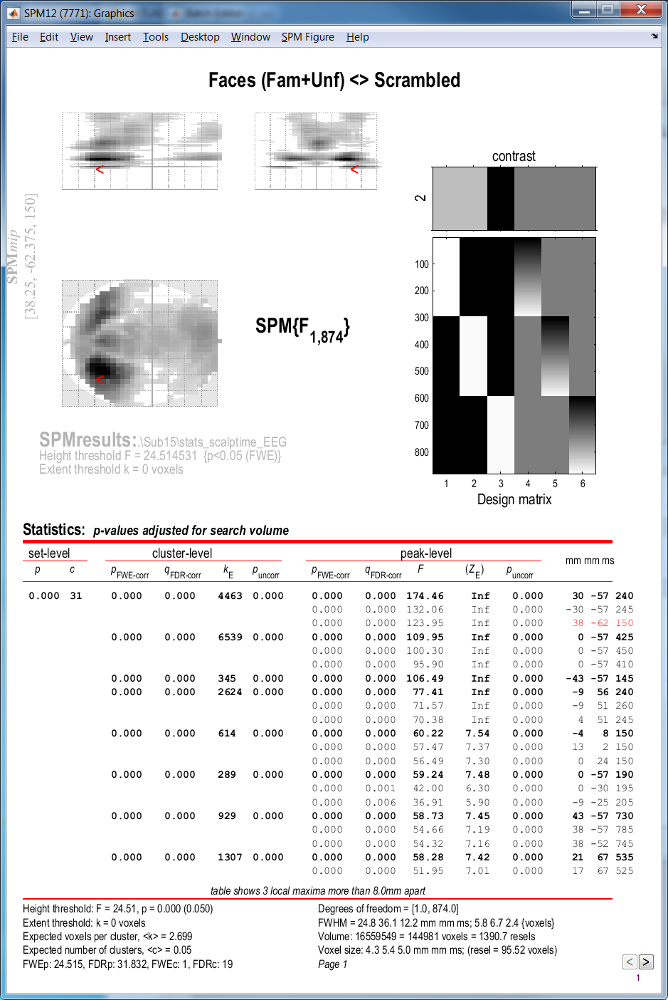 SPM12 (7771): Graphics
File Edit View Insert Tools Desktop Window SPM Figure Help
Faces (Fam+Unf) <> Scrambled
SPMmip
[38.25, -62.375, 150]
<
<
<
SPM{F1,874}
contrast
2
100
200
300
400
500
600
700
800
1 2 3 4 5 6
Design matrix
SPMresults:.\Sub15\stats_scalptime_EEG
Height threshold F = 24.514531 {p<0.05 (FWE)}
Extent threshold k = 0 voxels
Statistics: p-values adjusted for search volume
set-level cluster-level peak-level mm mm ms
p c pFWE-corr qFDR-corr kE puncorr pFWE-corr qFDR-corr F (ZE) puncorr
0.000 31 0.000 0.000 4463 0.000 0.000 0.000 174.46 Inf 0.000 30 -57 240
0.000 0.000 132.06 Inf 0.000 -30 -57 245
0.000 0.000 123.95 Inf 0.000 38 -62 150
0.000 0.000 6539 0.000 0.000 0.000 109.95 Inf 0.000 0 -57 425
0.000 0.000 100.30 Inf 0.000 0 -57 450
0.000 0.000 95.90 Inf 0.000 0 -57 410
0.000 0.000 345 0.000 0.000 0.000 106.49 Inf 0.000 -43 -57 145
0.000 0.000 2624 0.000 0.000 0.000 77.41 Inf 0.000 -9 56 240
0.000 0.000 71.57 Inf 0.000 -9 51 260
0.000 0.000 70.38 Inf 0.000 4 51 245
0.000 0.000 614 0.000 0.000 0.000 60.22 7.54 0.000 -4 8 150
0.000 0.000 57.47 7.37 0.000 13 2 150
0.000 0.000 56.49 7.30 0.000 0 24 150
0.000 0.000 289 0.000 0.000 0.000 59.24 7.48 0.000 0 -57 190
0.000 0.001 42.00 6.30 0.000 0 -30 195
0.000 0.006 36.91 5.90 0.000 -9 -25 205
0.000 0.000 929 0.000 0.000 0.000 58.73 7.45 0.000 43 -57 730
0.000 0.000 54.66 7.19 0.000 38 -57 785
0.000 0.000 54.32 7.16 0.000 38 -52 745
0.000 0.000 1307 0.000 0.000 0.000 58.28 7.42 0.000 21 67 535
0.000 0.000 51.95 7.01 0.000 17 67 525
table shows 3 local maxima more than 8.0mm apart
Height threshold: F = 24.51, p = 0.000 (0.050)
Extent threshold: k = 0 voxels
Expected voxels per cluster, <k> = 2.699
Expected number of clusters, <c> = 0.05
FWEp: 24.515, FDRp: 31.832, FWEc: 1, FDRc: 19
Degrees of freedom = [1.0, 874.0]
FWHM = 24.8 36.1 12.2 mm mm ms; 5.8 6.7 2.4 {voxels}
Volume: 16559549 = 144981 voxels = 1390.7 resels
Voxel size: 4.3 5.4 5.0 mm mm ms; (resel = 95.52 voxels)
Page 1
< >
1